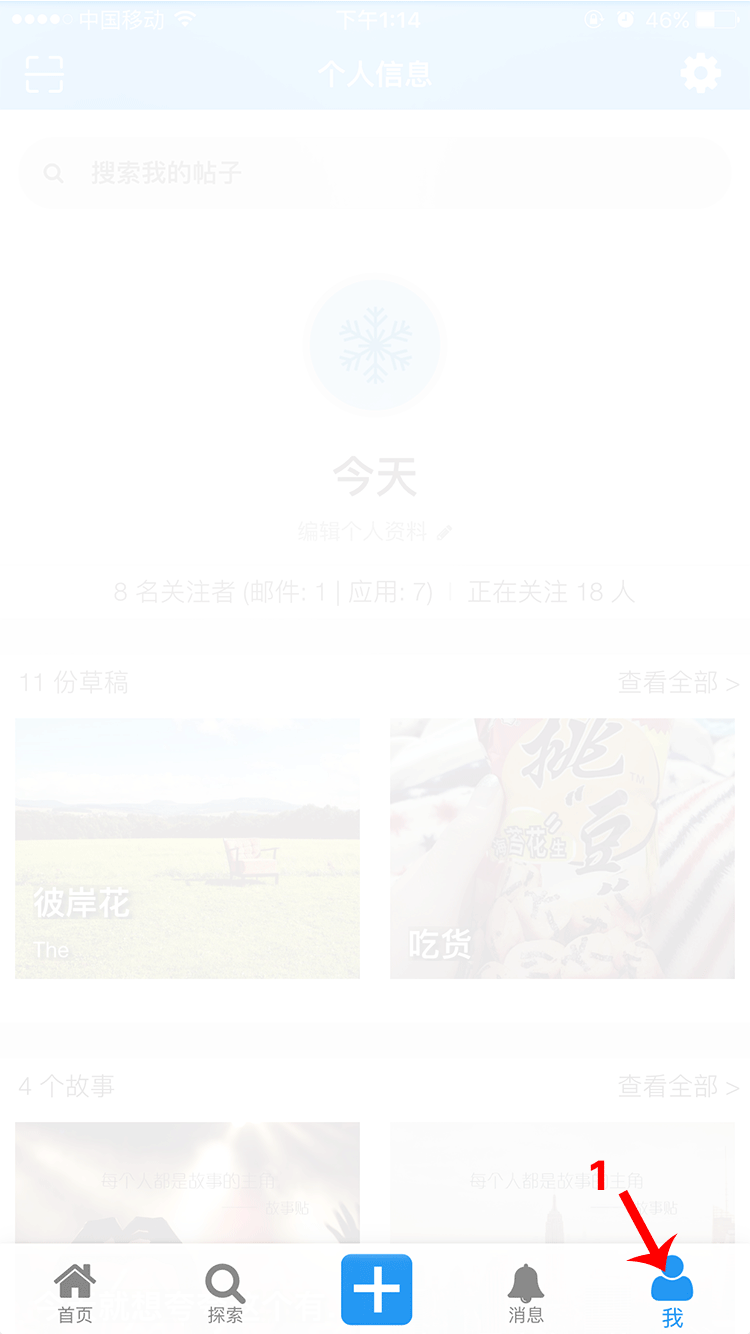 中国移动 下午1:14 46%
个人信息
搜索我的帖子
今天
编辑个人资料
8 名关注者 (邮件: 1 | 应用: 7) | 正在关注 18 人
11 份草稿 查看全部 >
挑
豆
花生
彼岸花
The ...
吃货
4 个故事 查看全部 >
每个人都是故事的主角 每个人都是故事的主角
故事贴 故事贴
1
首页 探索 消息 我